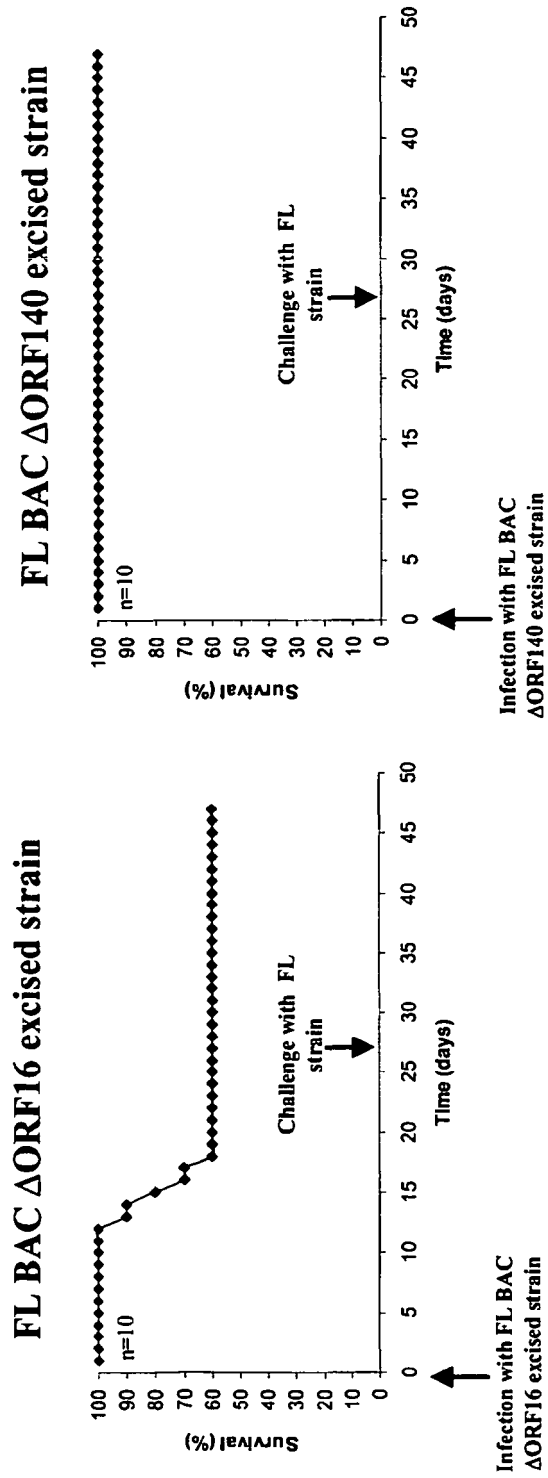 FL BAC ΔORF16 excised strain
100
90
80
70
60
50
40
30
20
10
0
Survival (%)
n=10
Challenge with FL
strain
0 5 10 15 20 25 30 35 40 45 50
Time (days)
Infection with FL BAC
ΔORF16 excised strain
FL BAC ΔORF140 excised strain
100
90
80
70
60
50
40
30
20
10
0
Survival (%)
n=10
Challenge with FL
strain
0 5 10 15 20 25 30 35 40 45 50
Time (days)
Infection with FL BAC
ΔORF140 excised strain